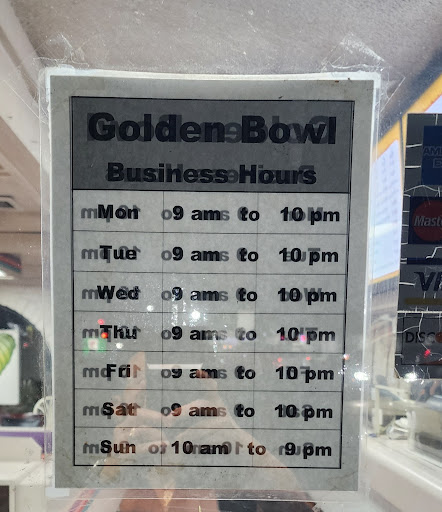 Golden Bowl
Business Hours
Mon 9 am to 10 pm
Tue 9 am to 10 pm
Wed 9 am to 10 pm
Thu 9 am to 10 pm
Fri 9 am to 10 pm
Sat 9 am to 10 pm
Sun 10 am to 9 pm